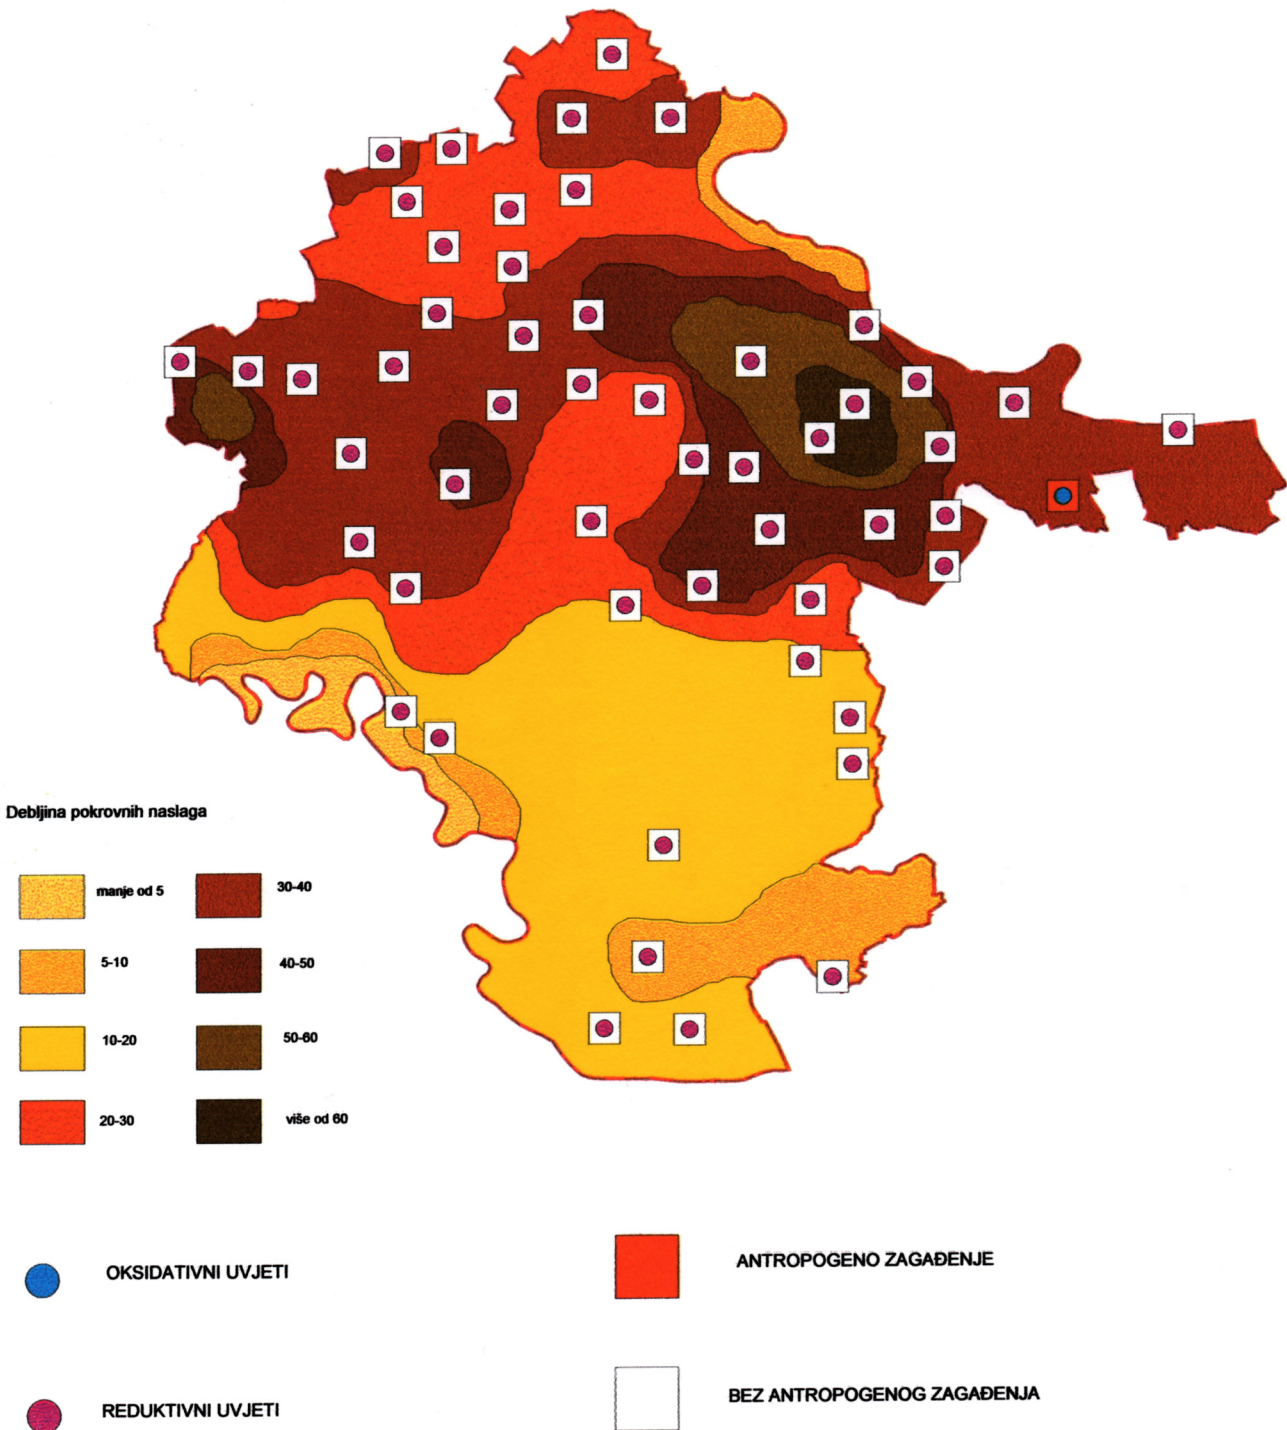 Debljina pokrovnih naslaga
manje od 5
30-40
5-10
40-50
10-20
50-60
20-30
više od 60
OKSIDATIVNI UVJETI
ANTROPOGENO ZAGAĐENJE
REDUKTIVNI UVJETI
BEZ ANTROPOGENOG ZAGAĐENJA